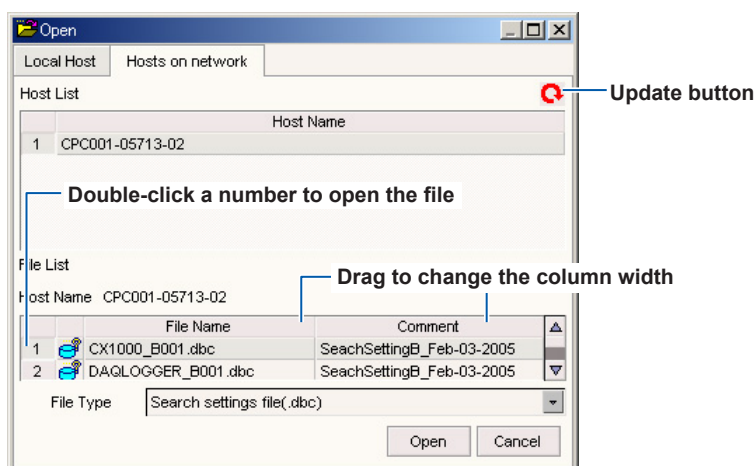 Open
Local Host Hosts on network
Host List
Update button
Host Name
1 CPC001-05713-02
Double-click a number to open the file
File List
Drag to change the column width
Host Name CPC001-05713-02
File Name Comment
1 CX1000_B001.dbc SeachSettingB_Feb-03-2005
2 DAQLOGGER_B001.dbc SeachSettingB_Feb-03-2005
File Type Search settings file(.dbc)
Open Cancel